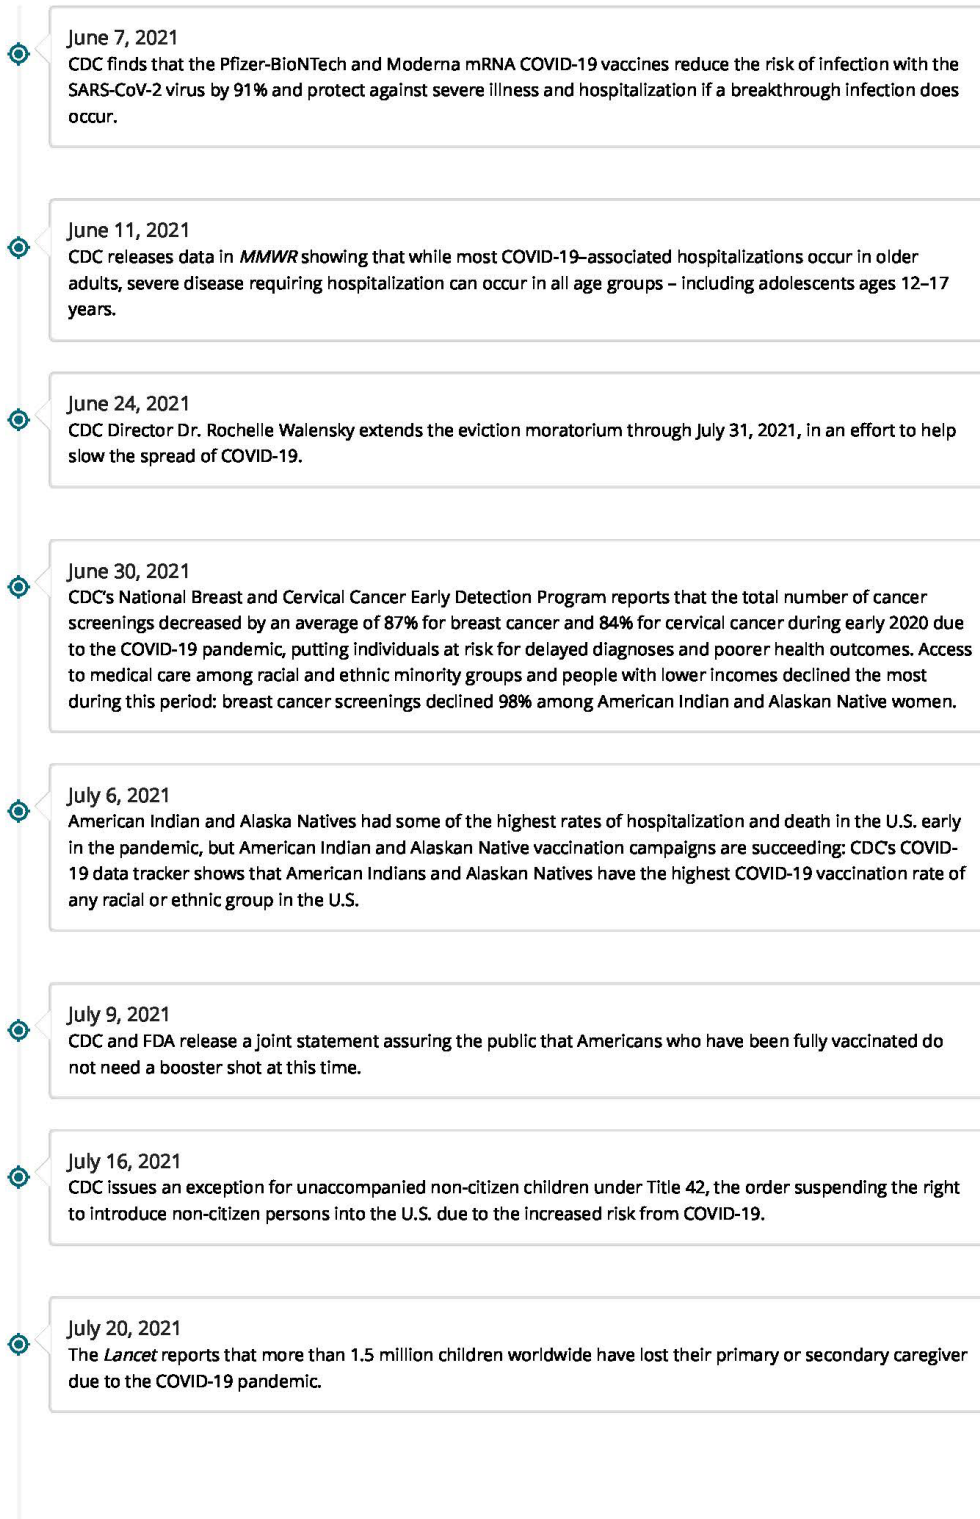 June 7, 2021
CDC finds that the Pfizer-BioNTech and Moderna mRNA COVID-19 vaccines reduce the risk of infection with the
SARS-CoV-2 virus by 91% and protect against severe illness and hospitalization if a breakthrough infection does
occur.
June 11, 2021
CDC releases data in MMWR showing that while most COVID-19–associated hospitalizations occur in older
adults, severe disease requiring hospitalization can occur in all age groups – including adolescents ages 12–17
years.
June 24, 2021
CDC Director Dr. Rochelle Walensky extends the eviction moratorium through July 31, 2021, in an effort to help
slow the spread of COVID-19.
June 30, 2021
CDC's National Breast and Cervical Cancer Early Detection Program reports that the total number of cancer
screenings decreased by an average of 87% for breast cancer and 84% for cervical cancer during early 2020 due
to the COVID-19 pandemic, putting individuals at risk for delayed diagnoses and poorer health outcomes. Access
to medical care among racial and ethnic minority groups and people with lower incomes declined the most
during this period: breast cancer screenings declined 98% among American Indian and Alaskan Native women.
July 6, 2021
American Indian and Alaska Natives had some of the highest rates of hospitalization and death in the U.S. early
in the pandemic, but American Indian and Alaskan Native vaccination campaigns are succeeding: CDC's COVID-
19 data tracker shows that American Indians and Alaskan Natives have the highest COVID-19 vaccination rate of
any racial or ethnic group in the U.S.
July 9, 2021
CDC and FDA release a joint statement assuring the public that Americans who have been fully vaccinated do
not need a booster shot at this time.
July 16, 2021
CDC issues an exception for unaccompanied non-citizen children under Title 42, the order suspending the right
to introduce non-citizen persons into the U.S. due to the increased risk from COVID-19.
July 20, 2021
The Lancet reports that more than 1.5 million children worldwide have lost their primary or secondary caregiver
due to the COVID-19 pandemic.